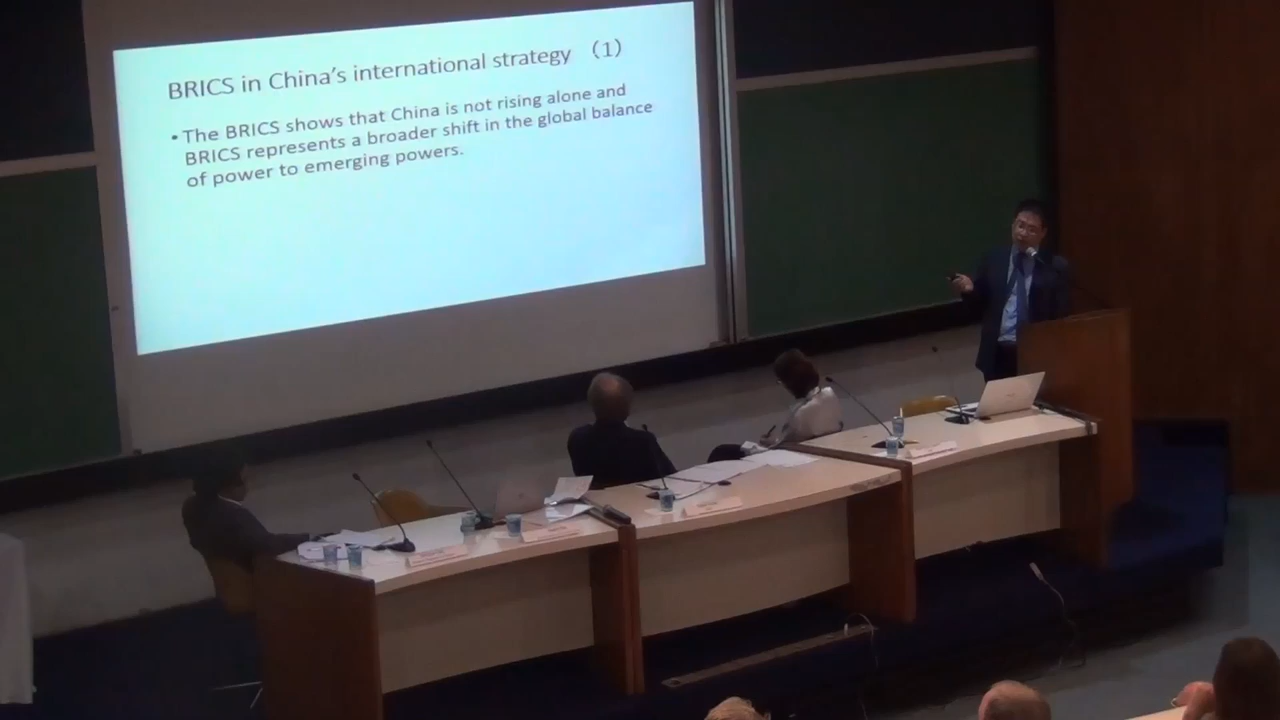 BRICS in China's international strategy （1）
• The BRICS shows that China is not rising alone and
BRICS represents a broader shift in the global balance
of power to emerging powers.